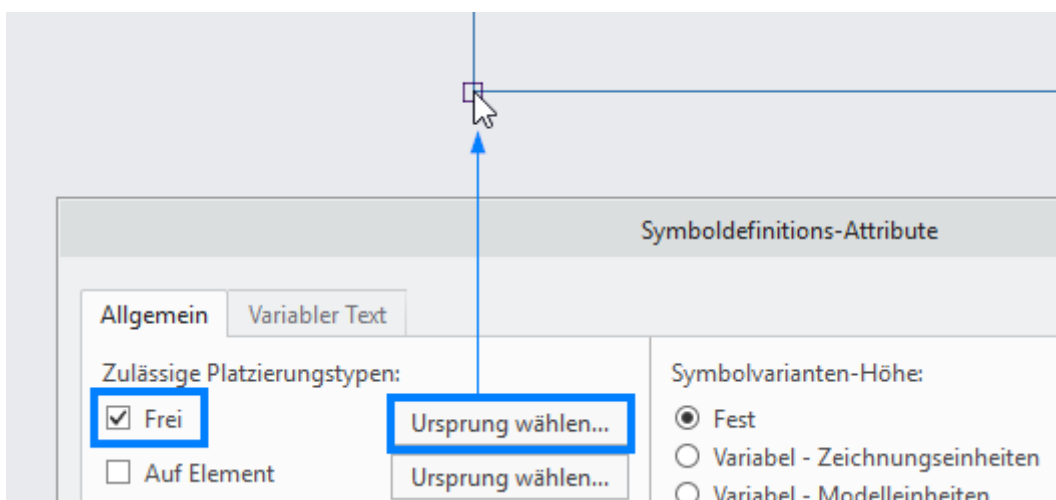 Symboldefinitions-Attribute
Allgemein Variabler Text
Zulässige Platzierungstypen:
Frei Ursprung wählen...
Auf Element Ursprung wählen...
Symbolvarianten-Höhe:
Fest
Variabel - Zeichnungseinheiten
Variabel - Modelleinheiten